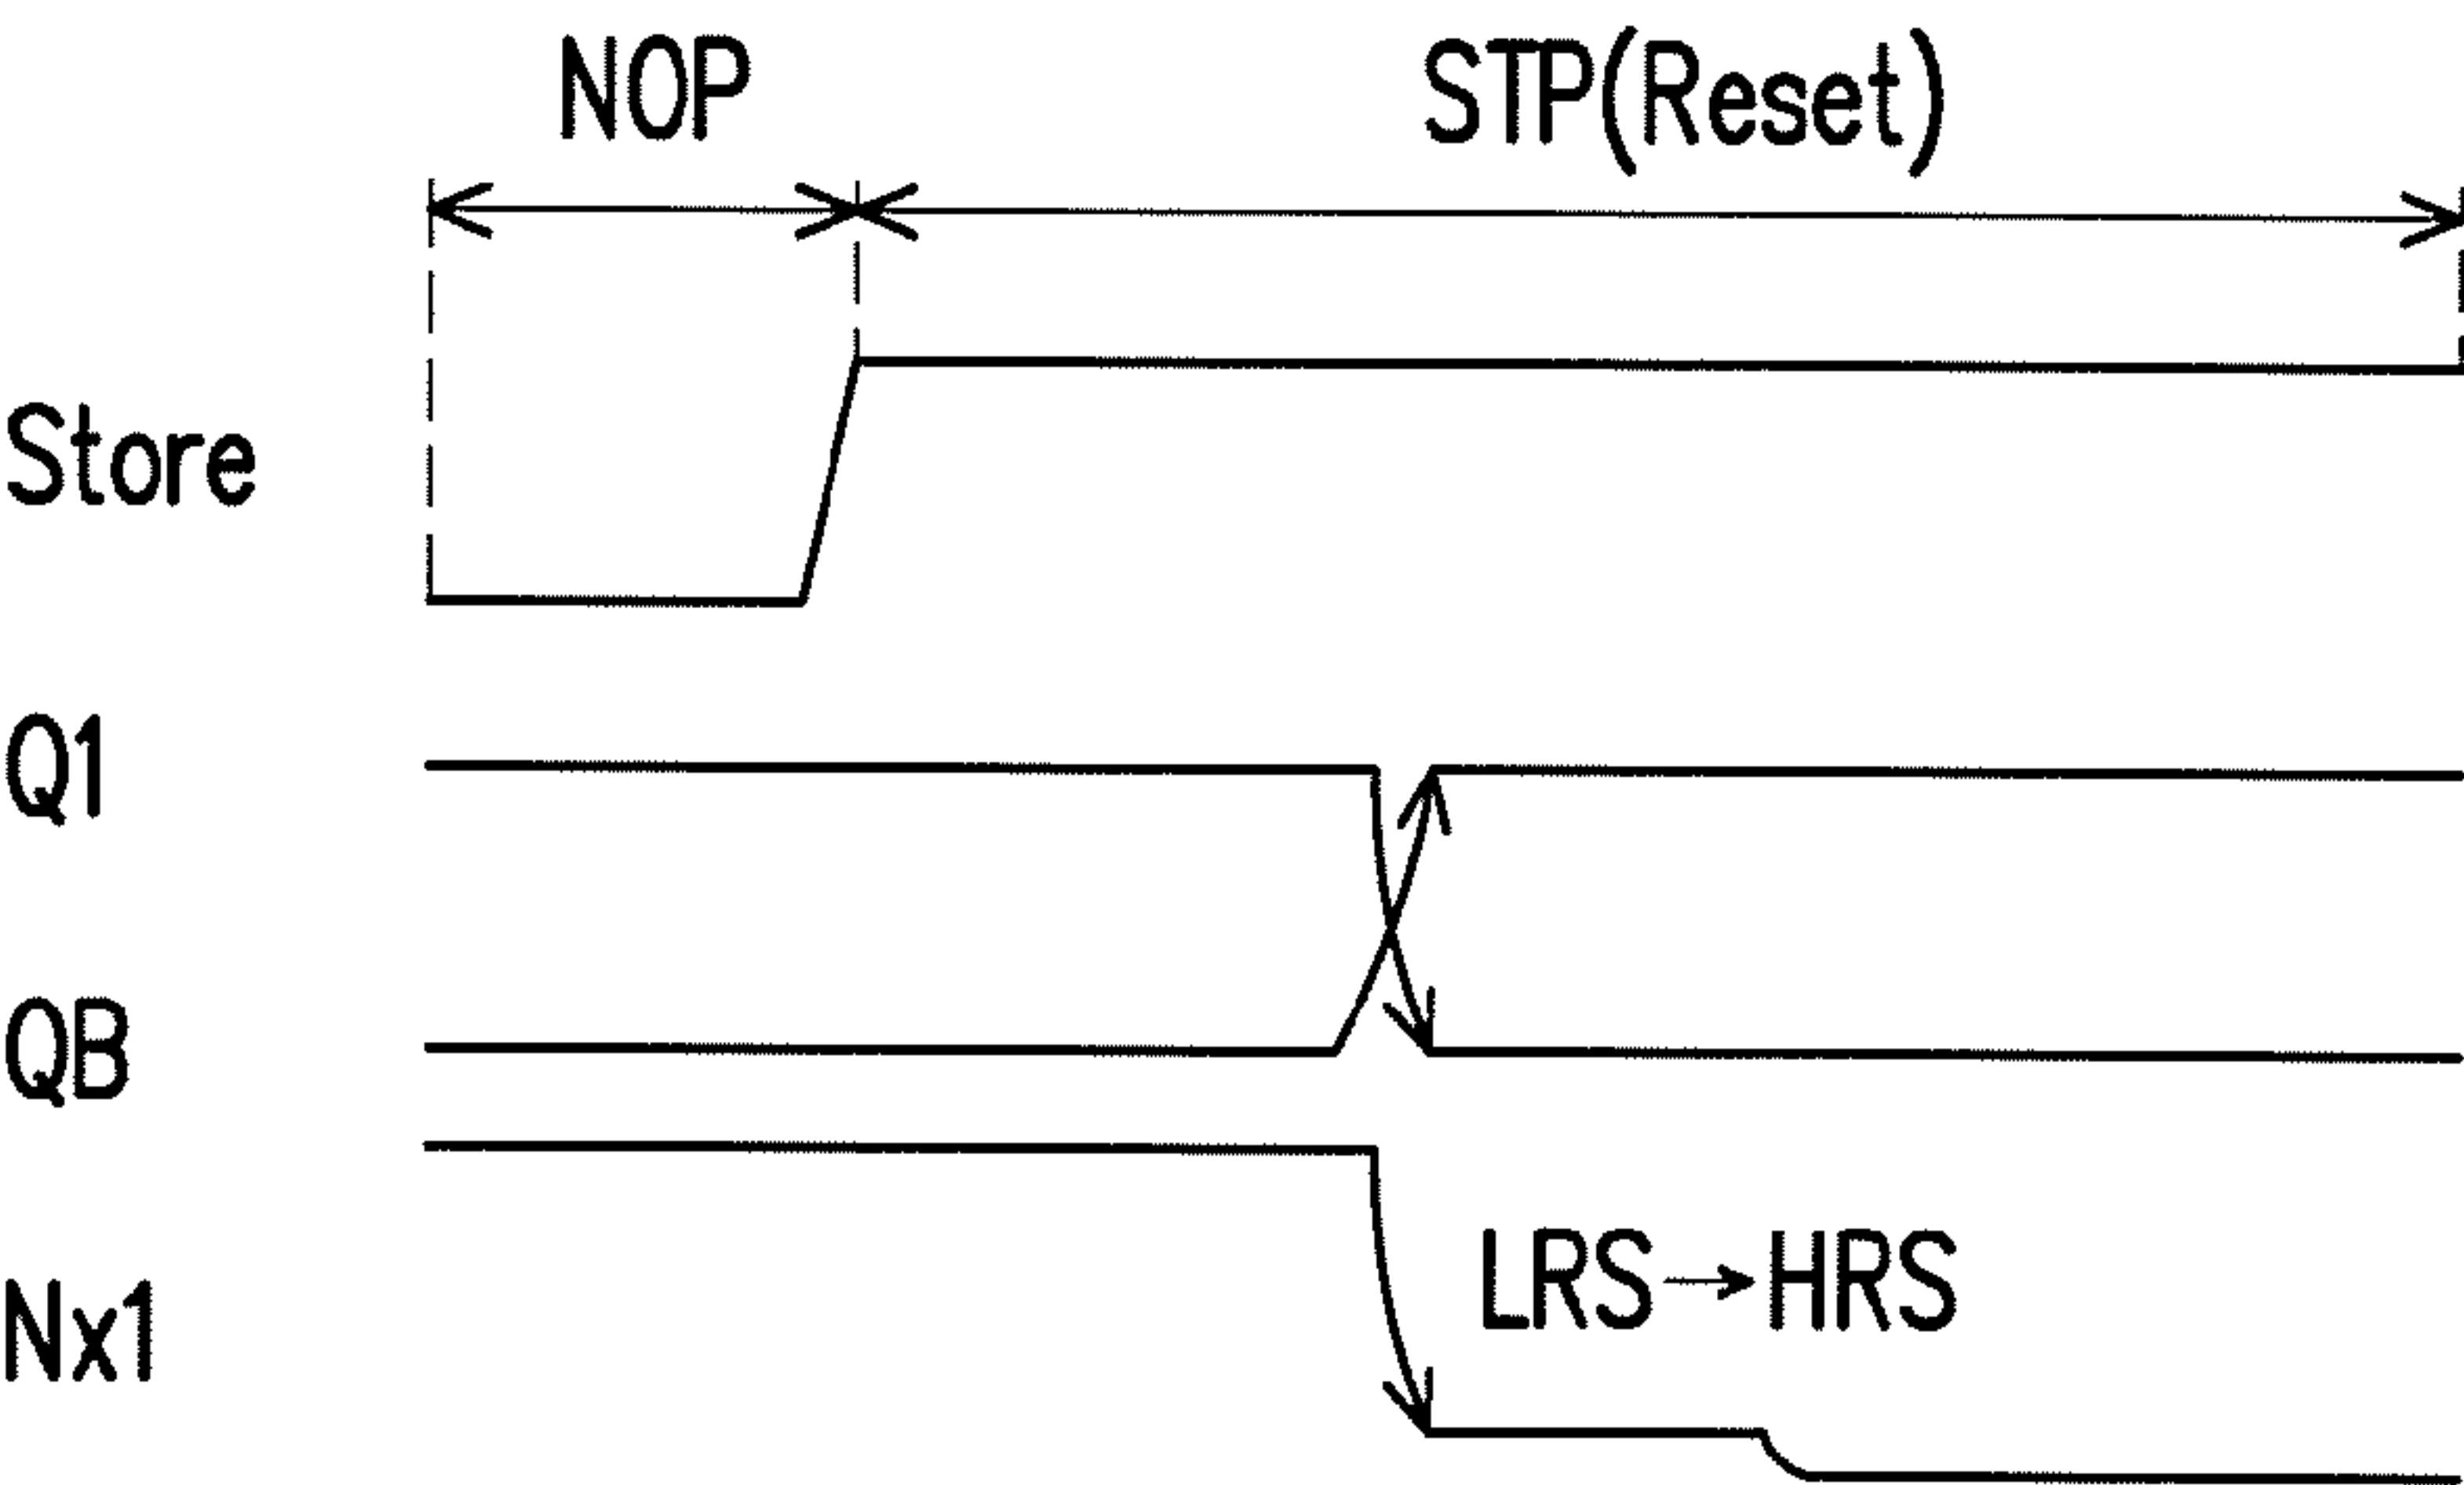 NOP STP(Reset)
Store
Q1
QB
LRS→HRS
Nx1